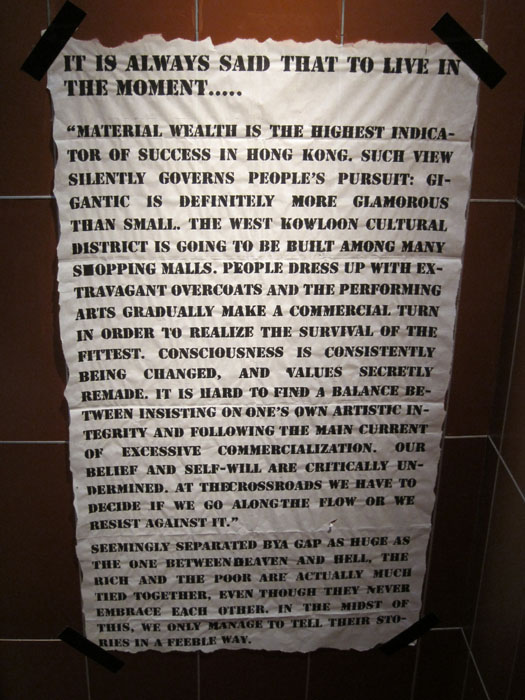 IT IS ALWAYS SAID THAT TO LIVE IN
THE MOMENT.....
"MATERIAL WEALTH IS THE HIGHEST INDICA-
TOR OF SUCCESS IN HONG KONG. SUCH VIEW
SILENTLY GOVERNS PEOPLE'S PURSUIT: GI-
GANTIC IS DEFINITELY MORE GLAMOROUS
THAN SMALL. THE WEST KOWLOON CULTURAL
DISTRICT IS GOING TO BE BUILT AMONG MANY
SHOPPING MALLS. PEOPLE DRESS UP WITH EX-
TRAVAGANT OVERCOATS AND THE PERFORMING
ARTS GRADUALLY MAKE A COMMERCIAL TURN
IN ORDER TO REALIZE THE SURVIVAL OF THE
FITTEST. CONSCIOUSNESS IS CONSISTENTLY
BEING CHANGED, AND VALUES SECRETLY
REMADE. IT IS HARD TO FIND A BALANCE BE-
TWEEN INSISTING ON ONE'S OWN ARTISTIC IN-
TEGRITY AND FOLLOWING THE MAIN CURRENT
OF EXCESSIVE COMMERCIALIZATION. OUR
BELIEF AND SELF-WILL ARE CRITICALLY UN-
DERMINED. AT THECROSSROADS WE HAVE TO
DECIDE IF WE GO ALONGTHE FLOW OR WE
RESIST AGAINST IT."
SEEMINGLY SEPARATED BYA GAP AS HUGE AS
THE ONE BETWEENHEAVEN AND HELL, THE
RICH AND THE POOR ARE ACTUALLY MUCH
TIED TOGETHER, EVEN THOUGH THEY NEVER
EMBRACE EACH OTHER. IN THE MIDST OF
THIS, WE ONLY MANAGE TO TELL THEIR STO-
RIES IN A FEEBLE WAY.